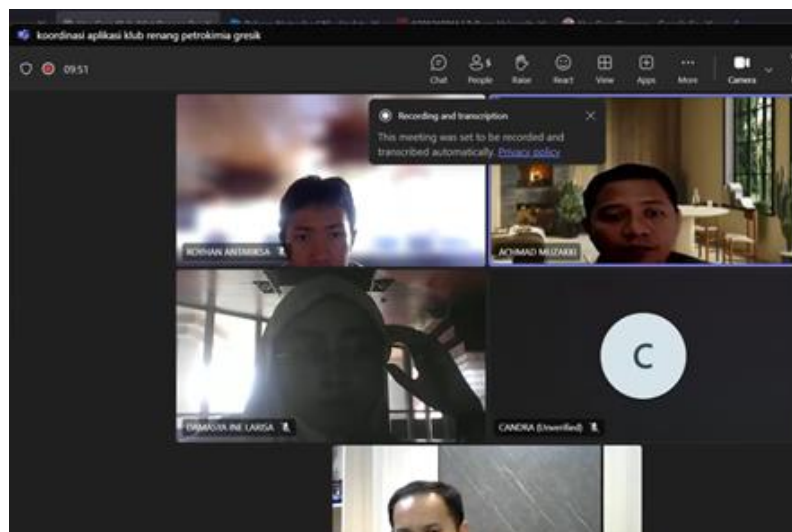 koordinasi aplikasi klub renang petrokimia gresik
09:51
Chat
People
5
Raise
React
View
Apps
More
Camera
Recording and transcription
This meeting was set to be recorded and
transcribed automatically. Privacy policy
ROYHAN ANTARIKSA
ACHMAD MUZAKKI
DAMASYA INE LARISA
C
CANDRA (Unverified)